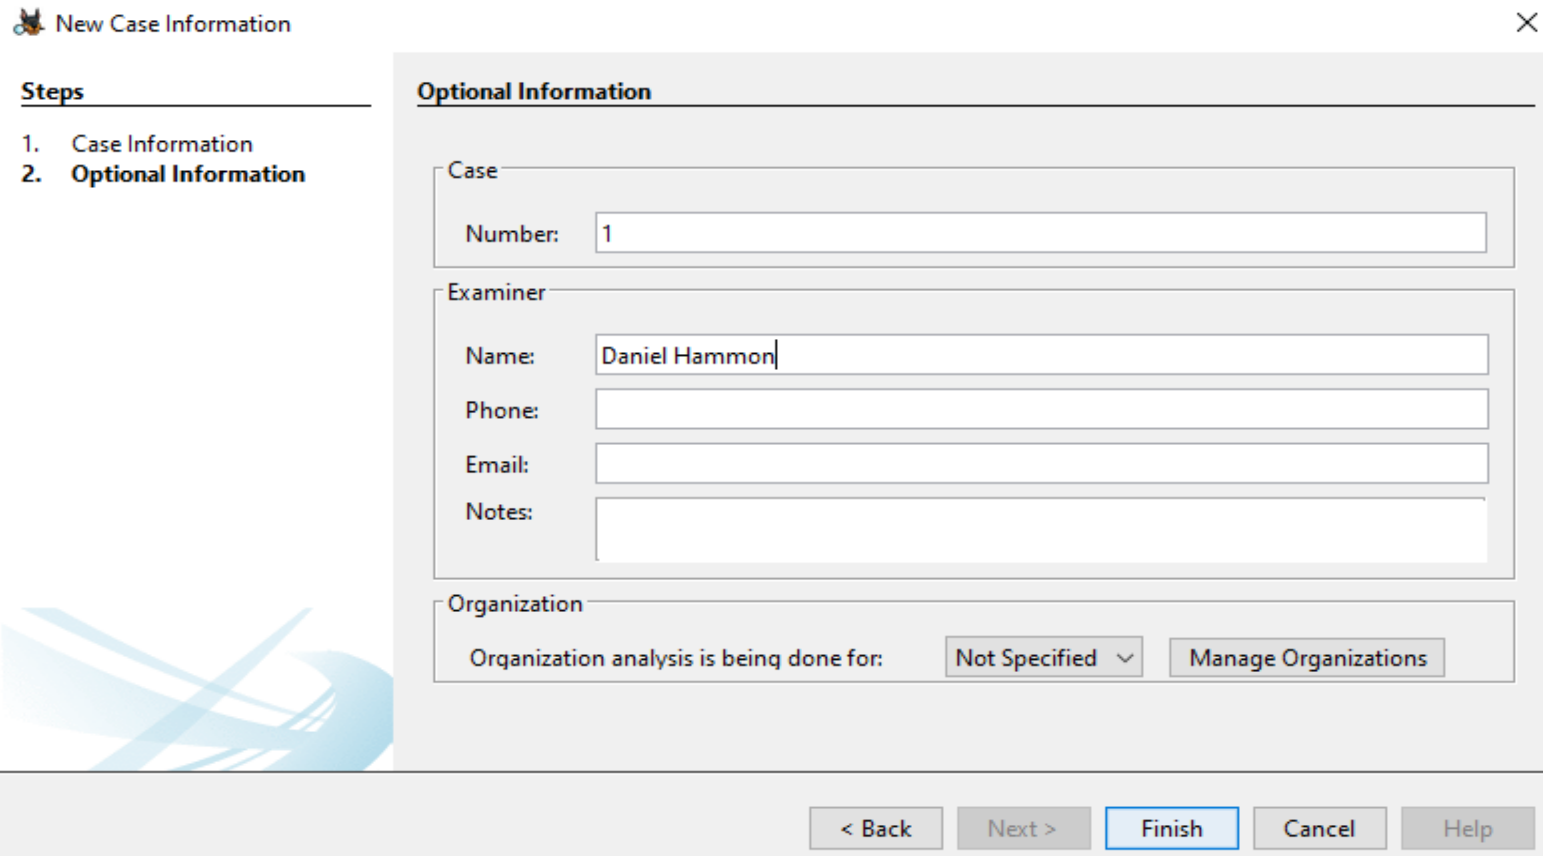 New Case Information
Steps
1. Case Information
2. Optional Information
Optional Information
Case
Number: 1
Examiner
Name: Daniel Hammon
Phone:
Email:
Notes:
Organization
Organization analysis is being done for: Not Specified Manage Organizations
< Back Next > Finish Cancel Help